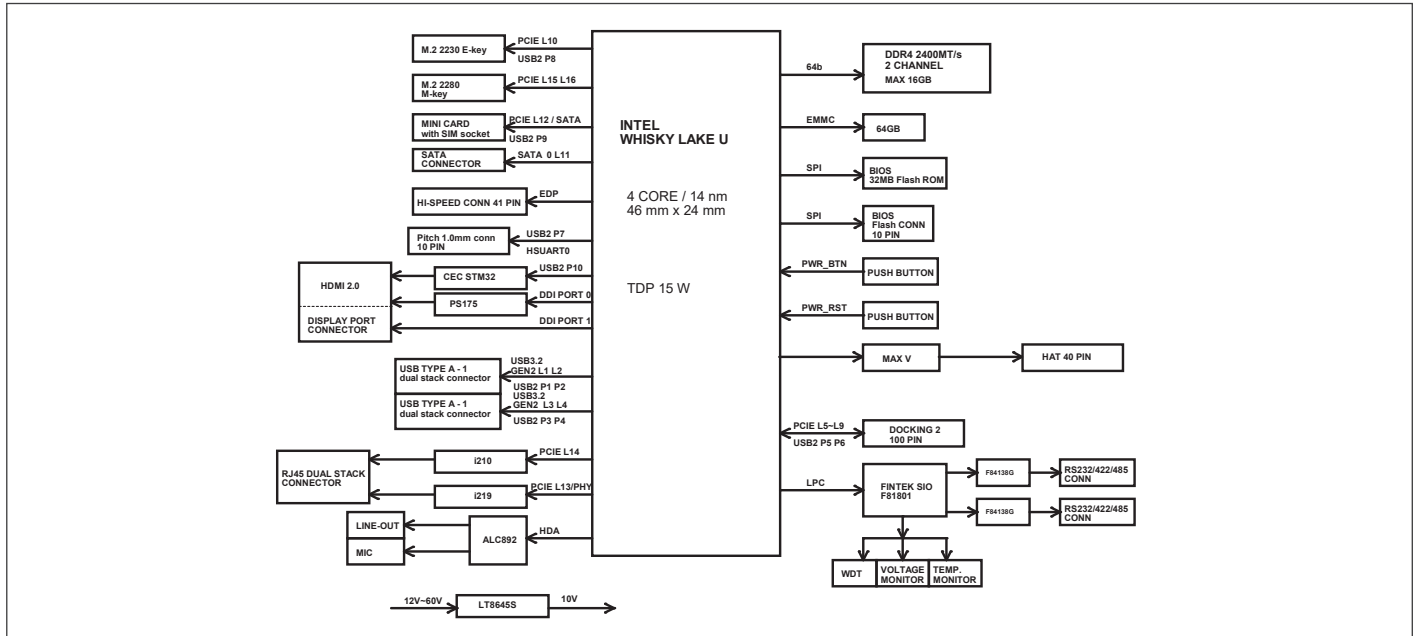 PCIE L10
M.2 2230 E-key
USB2 P8
PCIE L15 L16
M.2 2280
M-key
PCIE L12 / SATA
MINI CARD
with SIM socket
USB2 P9
SATA
CONNECTOR
SATA 0 L11
EDP
HI-SPEED CONN 41 PIN
USB2 P7
Pitch 1.0mm conn
10 PIN
HSUART0
USB2 P10
CEC STM32
HDMI 2.0
DDI PORT 0
PS175
DISPLAY PORT
CONNECTOR
DDI PORT 1
USB3.2
GEN2 L1 L2
USB TYPE A - 1
dual stack connector
USB2 P1 P2
USB3.2
GEN2 L3 L4
USB TYPE A - 1
dual stack connector
USB2 P3 P4
PCIE L14
i210
RJ45 DUAL STACK
CONNECTOR
PCIE L13/PHY
i219
LINE-OUT
MIC
ALC892
HDA
12V~60V
LT8645S
10V
INTEL
WHISKY LAKE U
4 CORE / 14 nm
46 mm x 24 mm
TDP 15 W
64b
DDR4 2400MT/s
2 CHANNEL
MAX 16GB
EMMC
64GB
SPI
BIOS
32MB Flash ROM
SPI
BIOS
Flash CONN
10 PIN
PWR_BTN
PUSH BUTTON
PWR_RST
PUSH BUTTON
MAX V
HAT 40 PIN
PCIE L5~L9
USB2 P5 P6
DOCKING 2
100 PIN
LPC
FINTEK SIO
F81801
F84138G
RS232/422/485
CONN
F84138G
RS232/422/485
CONN
WDT
VOLTAGE
MONITOR
TEMP.
MONITOR